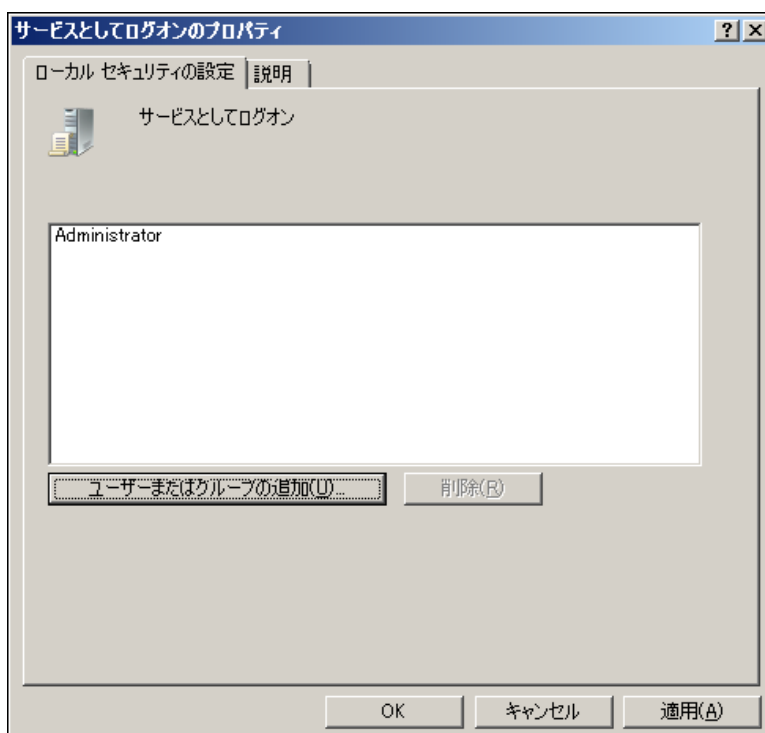 サービスとしてログオンのプロパティ
ローカル セキュリティの設定 説明
サービスとしてログオン
Administrator
ユーザーまたはグループの追加(U)... 削除(R)
OK キャンセル 適用(A)